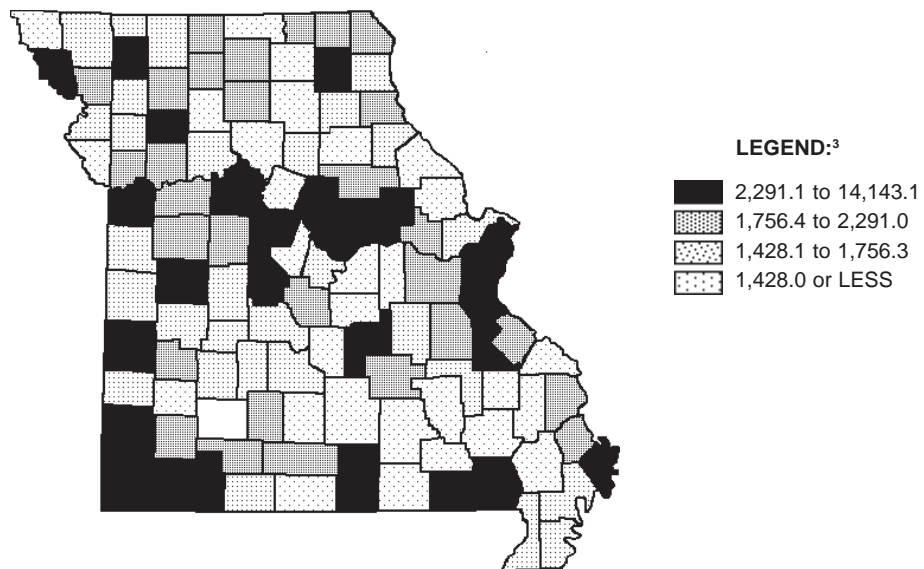 LEGEND:³
2,291.1 to 14,143.1
1,756.4 to 2,291.0
1,428.1 to 1,756.3
1,428.0 or LESS